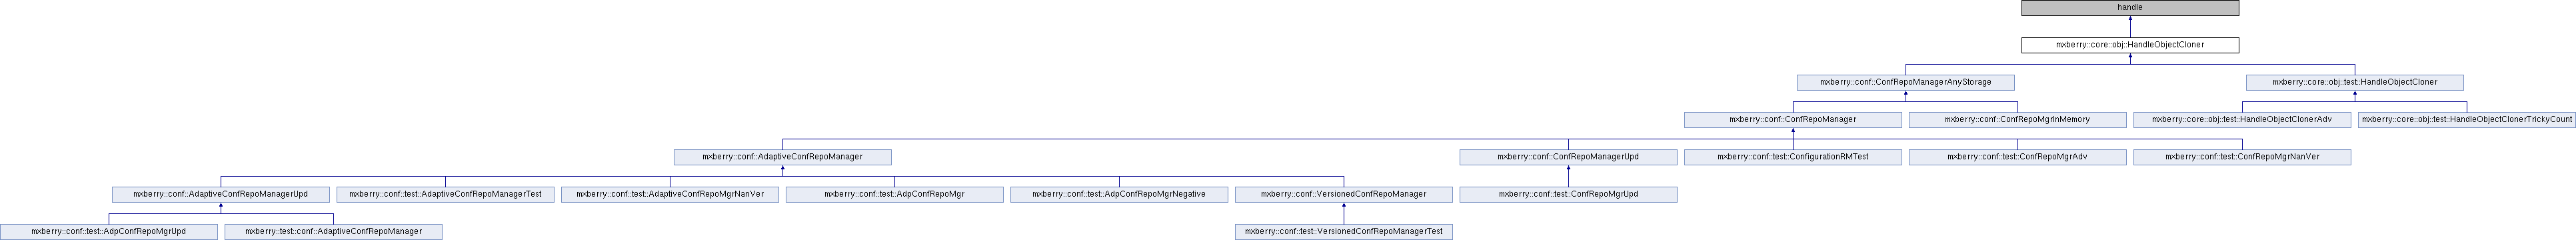 handle
mxberry::core::obj::HandleObjectCloner
mxberry::conf::ConfRepoManagerAnyStorage
mxberry::core::obj::test::HandleObjectCloner
mxberry::conf::ConfRepoManager
mxberry::conf::ConfRepoMgrInMemory
mxberry::core::obj::test::HandleObjectClonerAdv
mxberry::core::obj::test::HandleObjectClonerTrickyCount
mxberry::conf::AdaptiveConfRepoManager
mxberry::conf::ConfRepoManagerUpd
mxberry::conf::test::ConfigurationRMTest
mxberry::conf::test::ConfRepoMgrAdv
mxberry::conf::test::ConfRepoMgrNanVer
mxberry::conf::AdaptiveConfRepoManagerUpd
mxberry::conf::test::AdaptiveConfRepoManagerTest
mxberry::conf::test::AdaptiveConfRepoMgrNanVer
mxberry::conf::test::AdpConfRepoMgr
mxberry::conf::test::AdpConfRepoMgrNegative
mxberry::conf::VersionedConfRepoManager
mxberry::conf::test::ConfRepoMgrUpd
mxberry::conf::test::AdpConfRepoMgrUpd
mxberry::test::conf::AdaptiveConfRepoManager
mxberry::conf::test::VersionedConfRepoManagerTest